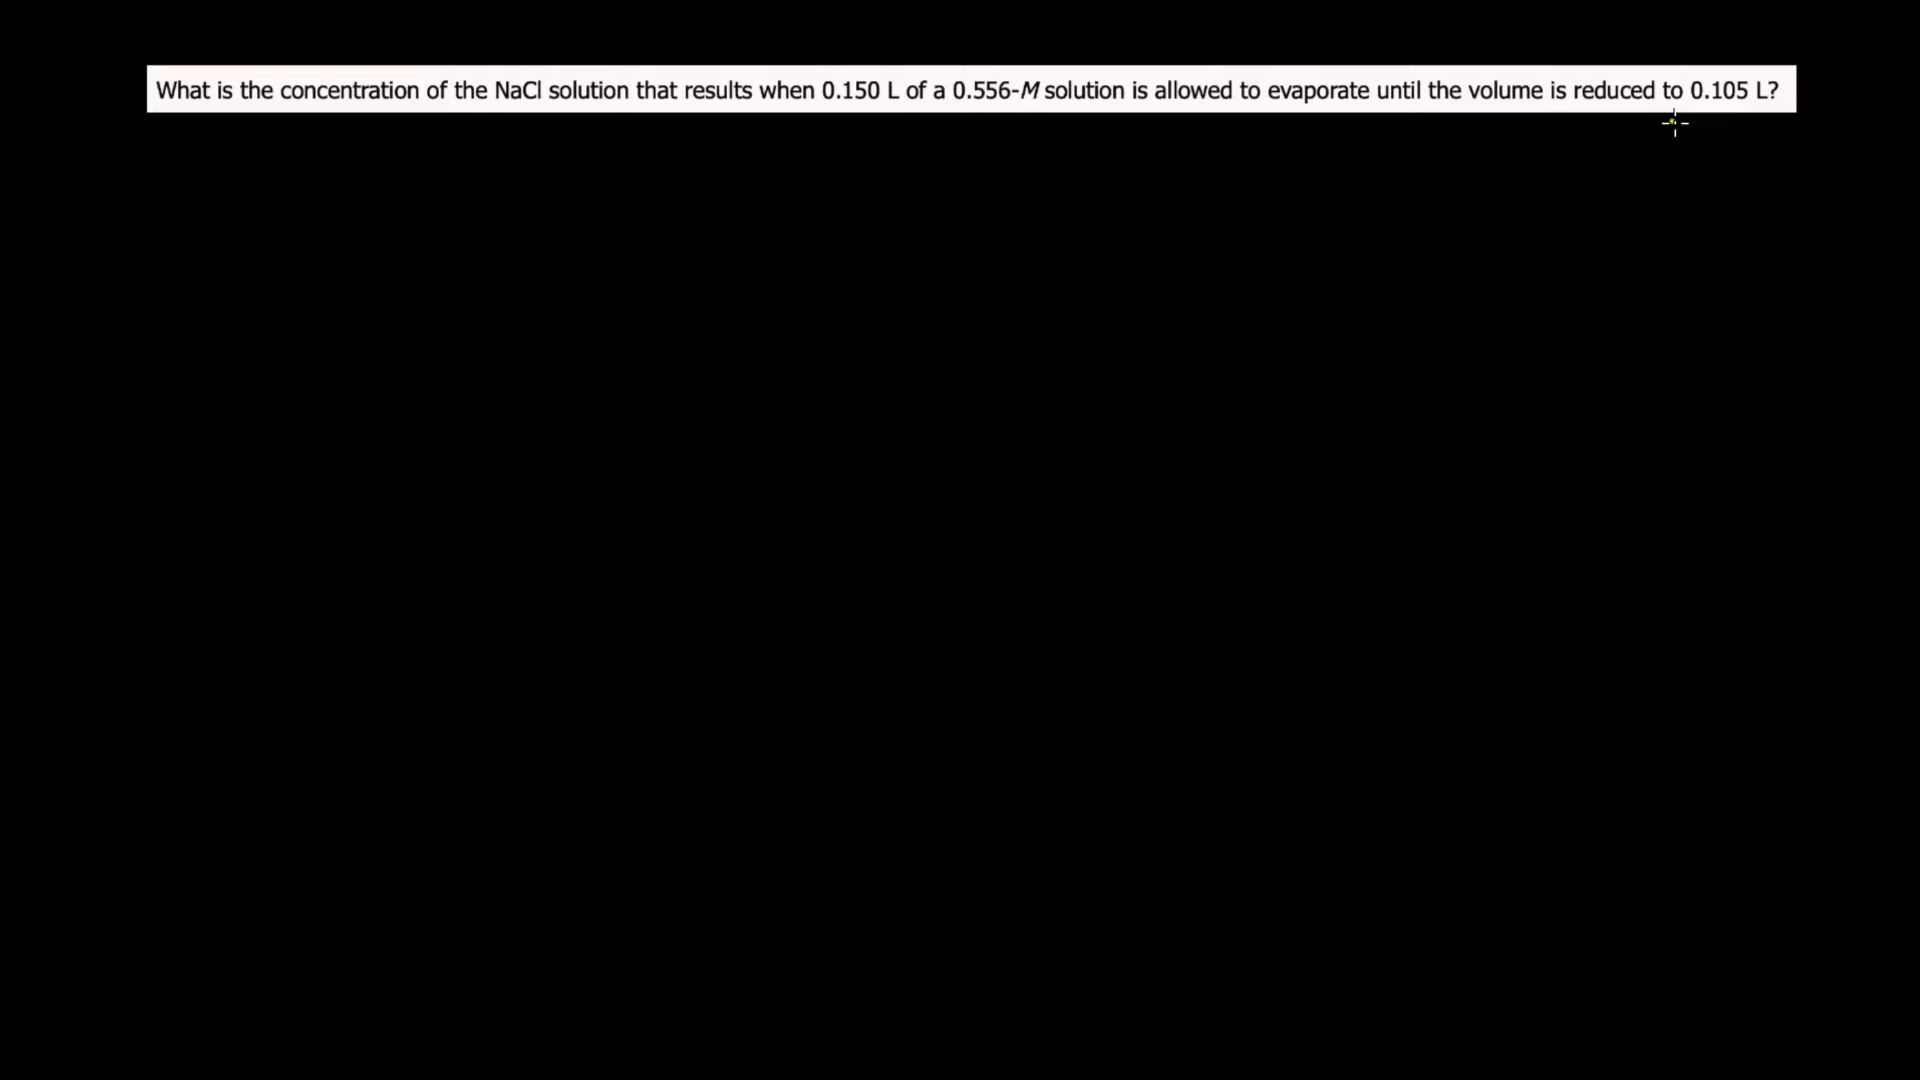 What is the concentration of the NaCl solution that results when 0.150 L of a 0.556-M solution is allowed to evaporate until the volume is reduced to 0.105 L?